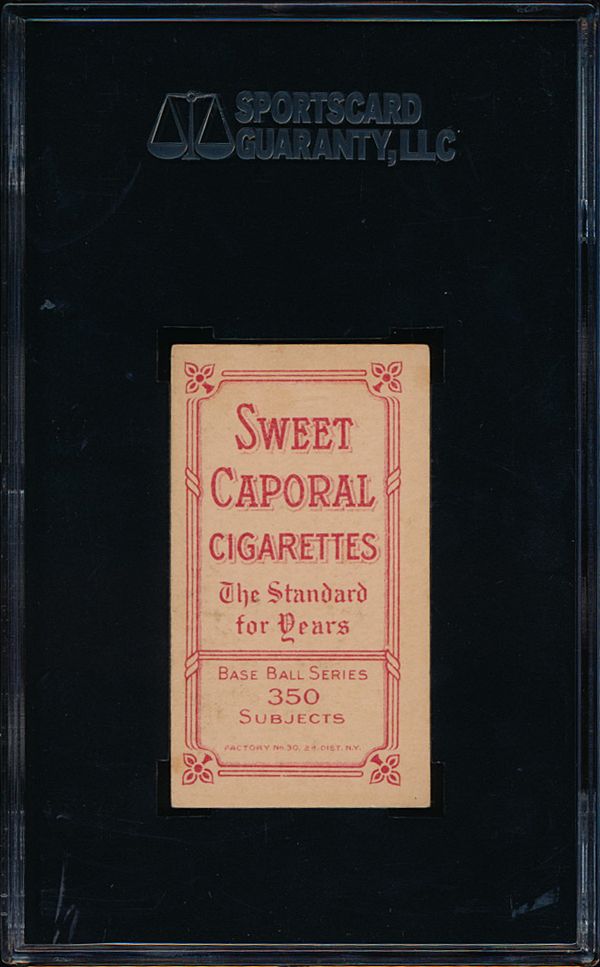 SPORTSCARD
GUARANTY, LLC
SWEET
CAPORAL
CIGARETTES
The Standard
for Years
BASE BALL SERIES
350
SUBJECTS
FACTORY No. 30, 2d. DIST. N.Y.